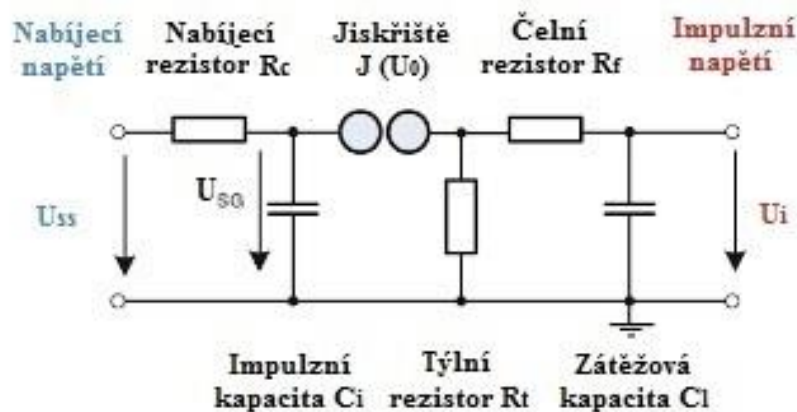 Nabíjecí
napětí
Nabíjecí
rezistor Rc
Jiskřiště
J (U0)
Čelní
rezistor Rf
Impulzní
napětí
Uss
USG
Ui
Impulzní
kapacita Ci
Týlní
rezistor Rt
Zátěžová
kapacita Cl